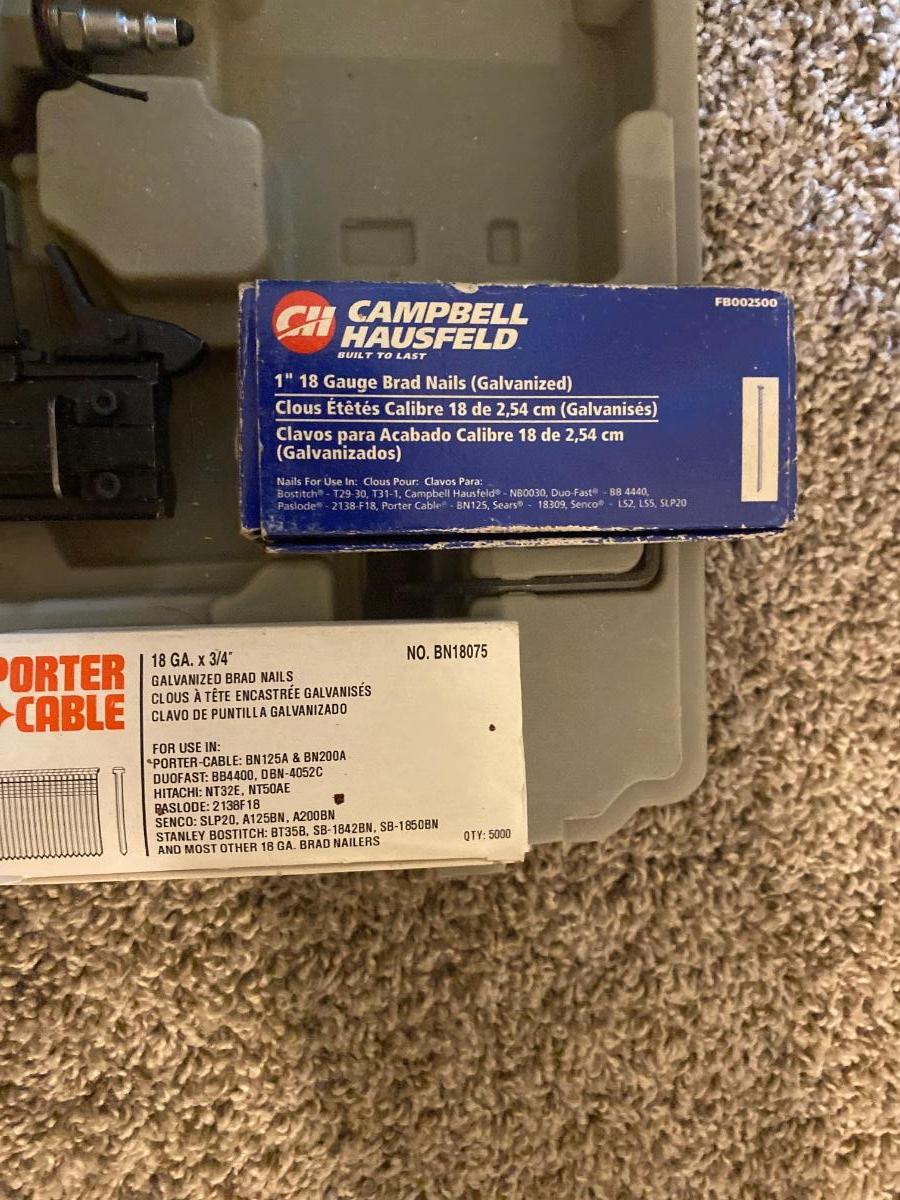 CH
CAMPBELL
HAUSFELD
BUILT TO LAST
FB002500
1" 18 Gauge Brad Nails (Galvanized)
Clous Étêtés Calibre 18 de 2,54 cm (Galvanisés)
Clavos para Acabado Calibre 18 de 2,54 cm
(Galvanizados)
Nails For Use In: Clous Pour: Clavos Para:
Bostitch® - T29-30, T31-1, Campbell Hausfeld® - NB0030, Duo-Fast® - BB 4440,
Paslode® - 2138-F18, Porter Cable® - BN125, Sears® - 18309, Senco® - LS2, LS5, SLP20
PORTER
CABLE
18 GA. x 3/4"
NO. BN18075
GALVANIZED BRAD NAILS
CLOUS À TÊTE ENCASTRÉE GALVANISÉS
CLAVO DE PUNTILLA GALVANIZADO
FOR USE IN:
PORTER-CABLE: BN125A & BN200A
DUOFAST: BB4400, DBN-4052C
HITACHI: NT32E, NT50AE
PASLODE: 2138F18
SENCO: SLP20, A125BN, A200BN
STANLEY BOSTITCH: BT35B, SB-1842BN, SB-1850BN
AND MOST OTHER 18 GA. BRAD NAILERS
QTY: 5000